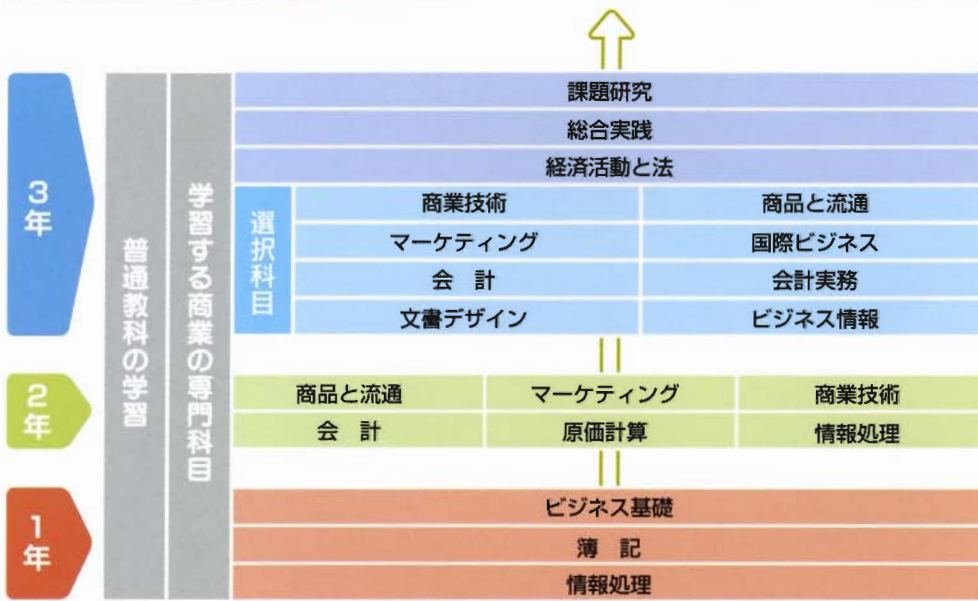 3年
普通教科の学習
学習する商業の専門科目
課題研究
総合実践
経済活動と法
選択科目
商業技術
商品と流通
マーケティング
国際ビジネス
会 計
会計実務
文書デザイン
ビジネス情報
2年
商品と流通
マーケティング
商業技術
会 計
原価計算
情報処理
1年
ビジネス基礎
簿 記
情報処理